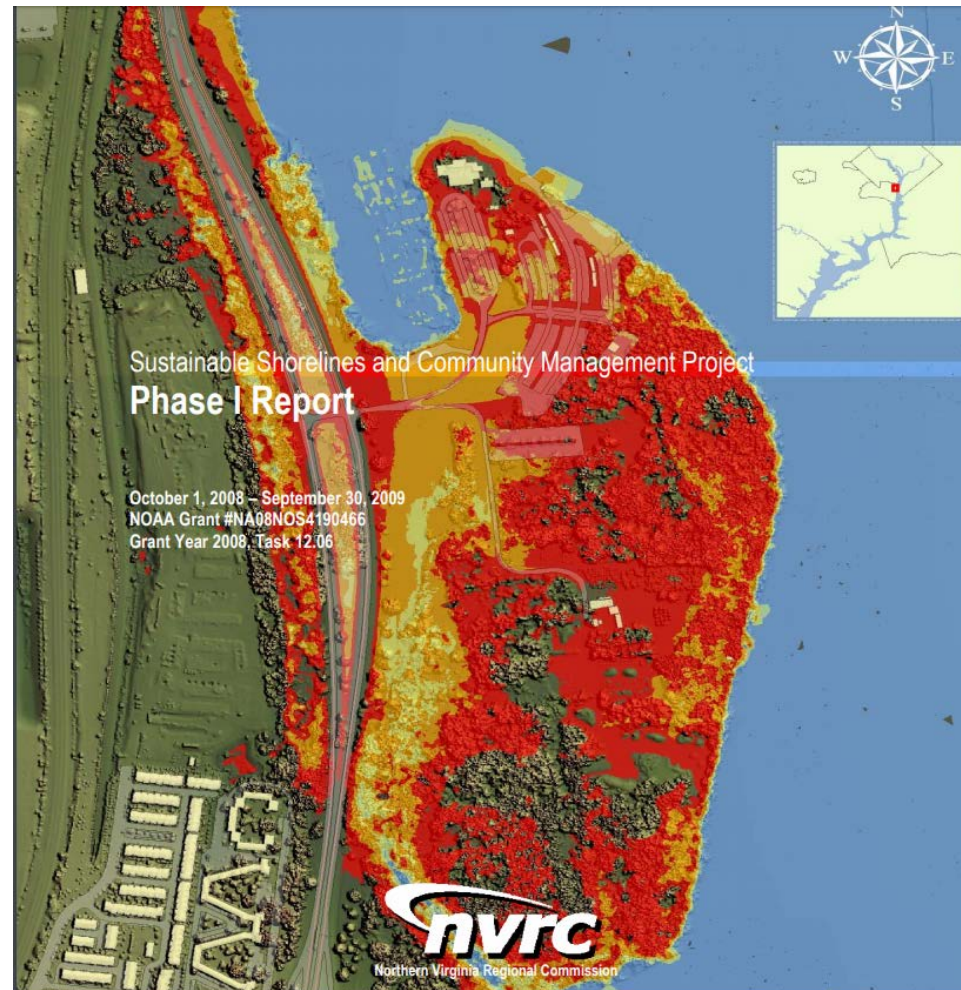 N
W E
S
Sustainable Shorelines and Community Management Project
Phase I Report
October 1, 2008 – September 30, 2009
NOAA Grant #NA08NOS4190466
Grant Year 2008, Task 12.06
nvrc
Northern Virginia Regional Commission